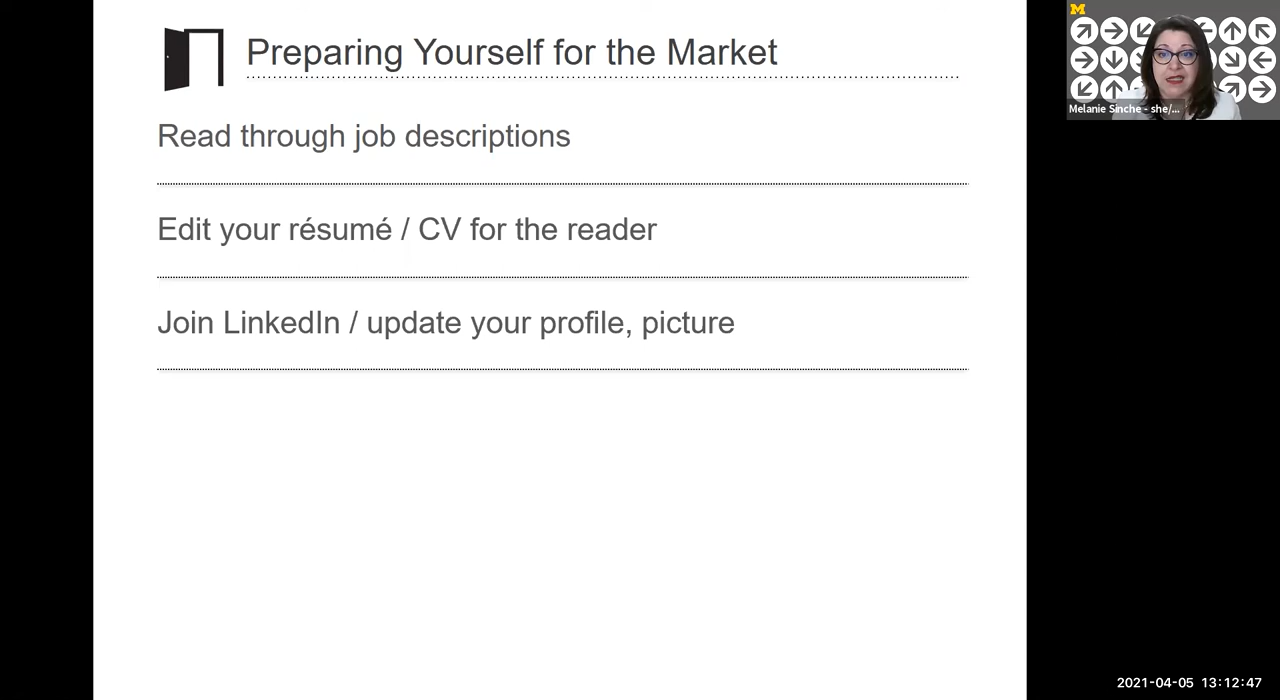 Preparing Yourself for the Market
Read through job descriptions
Edit your résumé / CV for the reader
Join LinkedIn / update your profile, picture
M
Melanie Sinche - she/...
2021-04-05 13:12:47